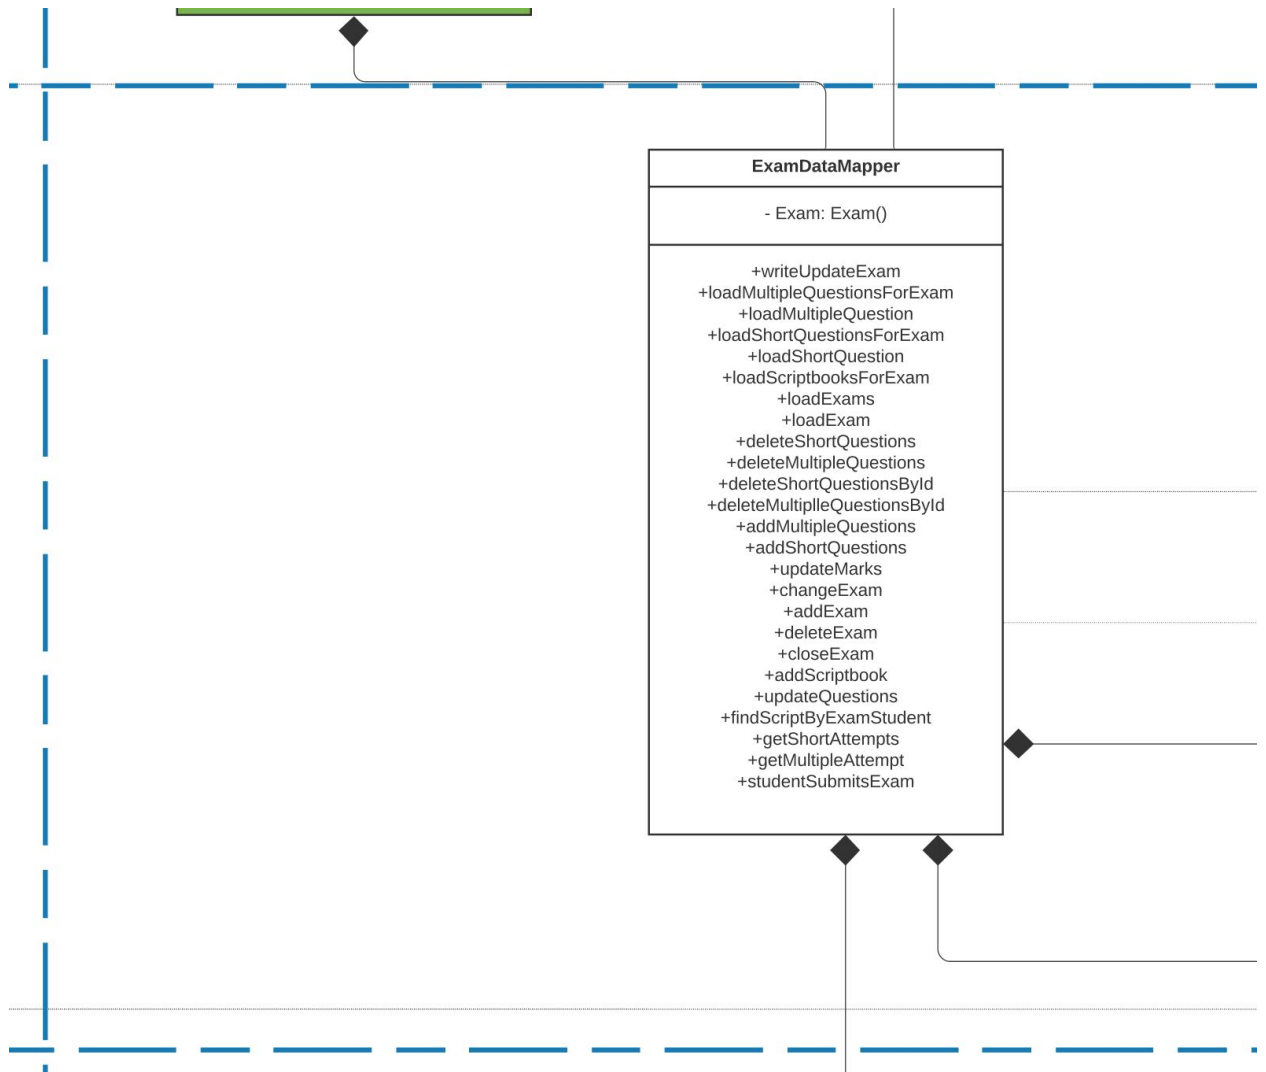 ExamDataMapper
- Exam: Exam()
+writeUpdateExam
+loadMultipleQuestionsForExam
+loadMultipleQuestion
+loadShortQuestionsForExam
+loadShortQuestion
+loadScriptbooksForExam
+loadExams
+loadExam
+deleteShortQuestions
+deleteMultipleQuestions
+deleteShortQuestionsById
+deleteMultiplleQuestionsById
+addMultipleQuestions
+addShortQuestions
+updateMarks
+changeExam
+addExam
+deleteExam
+closeExam
+addScriptbook
+updateQuestions
+findScriptByExamStudent
+getShortAttempts
+getMultipleAttempt
+studentSubmitsExam